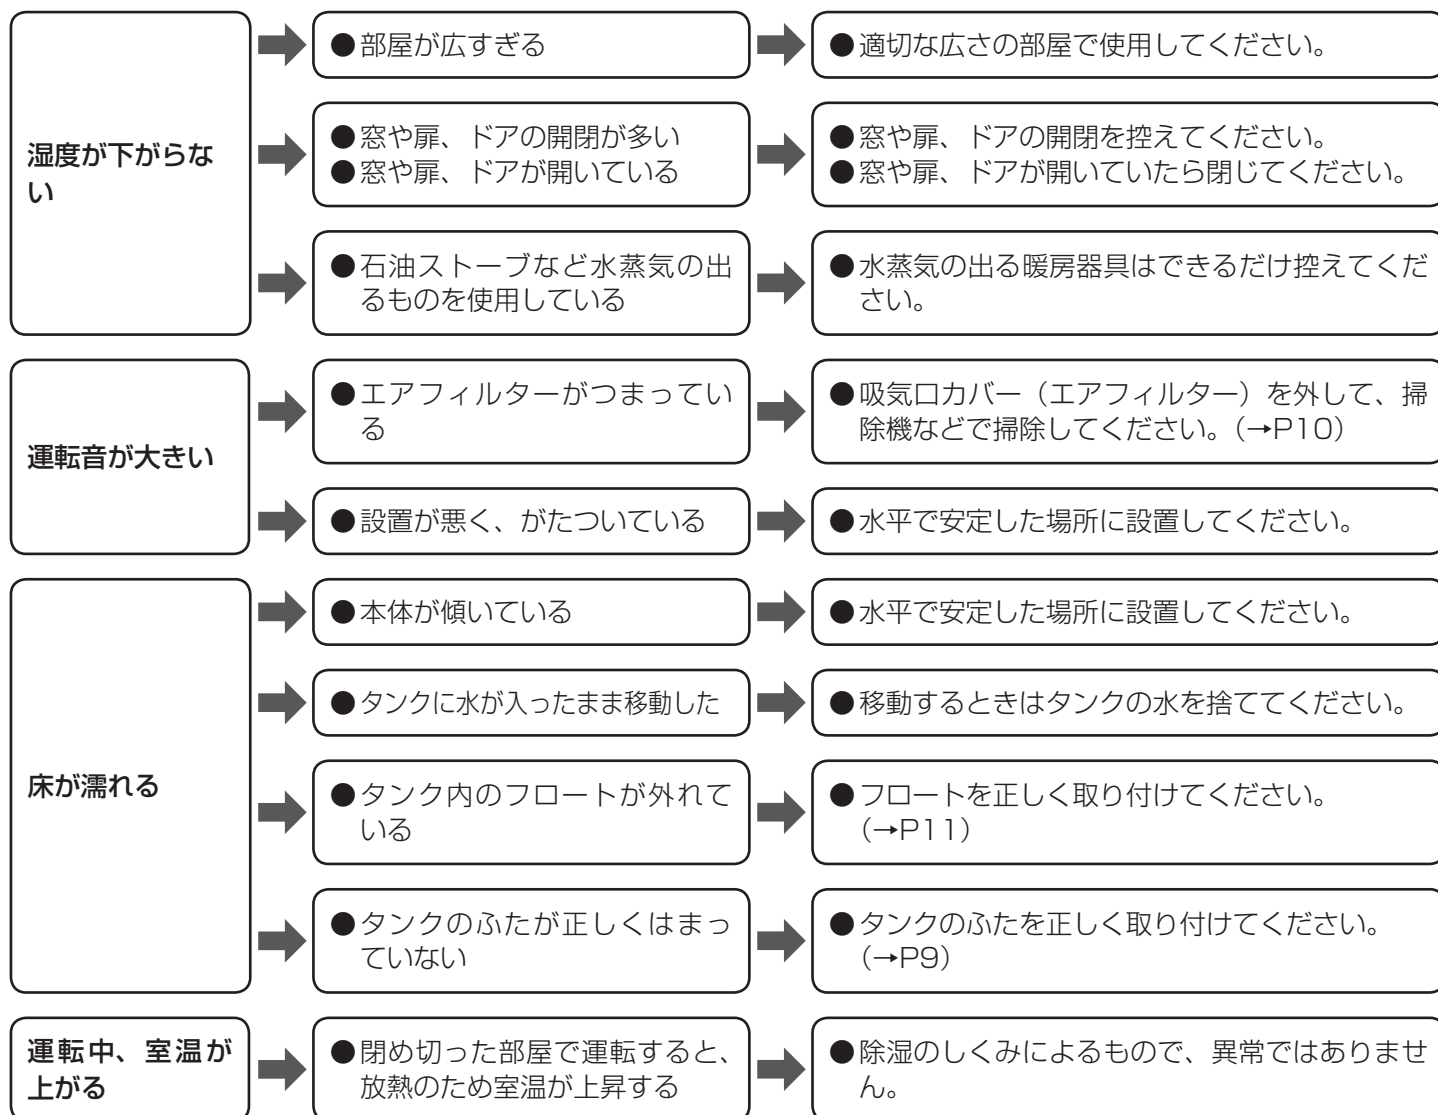 湿度が下がらな
い
●部屋が広すぎる
●適切な広さの部屋で使用してください。
●窓や扉、ドアの開閉が多い
●窓や扉、ドアが開いている
●窓や扉、ドアの開閉を控えてください。
●窓や扉、ドアが開いていたら閉じてください。
●石油ストーブなど水蒸気の出
るものを使用している
●水蒸気の出る暖房器具はできるだけ控えてくだ
さい。
運転音が大きい
●エアフィルターがつまってい
る
●吸気口カバー（エアフィルター）を外して、掃
除機などで掃除してください。（→P10）
●設置が悪く、がたついている
●水平で安定した場所に設置してください。
床が濡れる
●本体が傾いている
●水平で安定した場所に設置してください。
●タンクに水が入ったまま移動した
●移動するときはタンクの水を捨ててください。
●タンク内のフロートが外れて
いる
●フロートを正しく取り付けてください。
（→P11）
●タンクのふたが正しくはまっ
ていない
●タンクのふたを正しく取り付けてください。
（→P9）
運転中、室温が
上がる
●閉め切った部屋で運転すると、
放熱のため室温が上昇する
●除湿のしくみによるもので、異常ではありませ
ん。